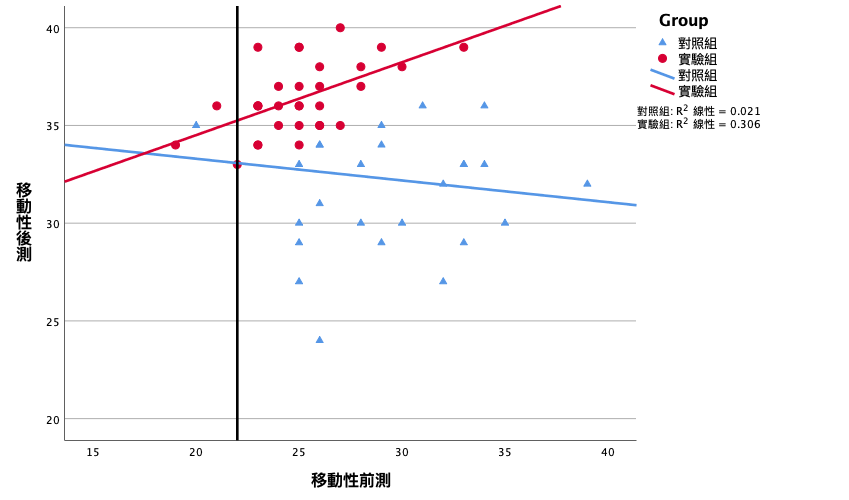 Group
對照組
實驗組
對照組
實驗組
對照組: R² 線性 = 0.021
實驗組: R² 線性 = 0.306
移動性後測
40
35
30
25
20
15 20 25 30 35 40
移動性前測